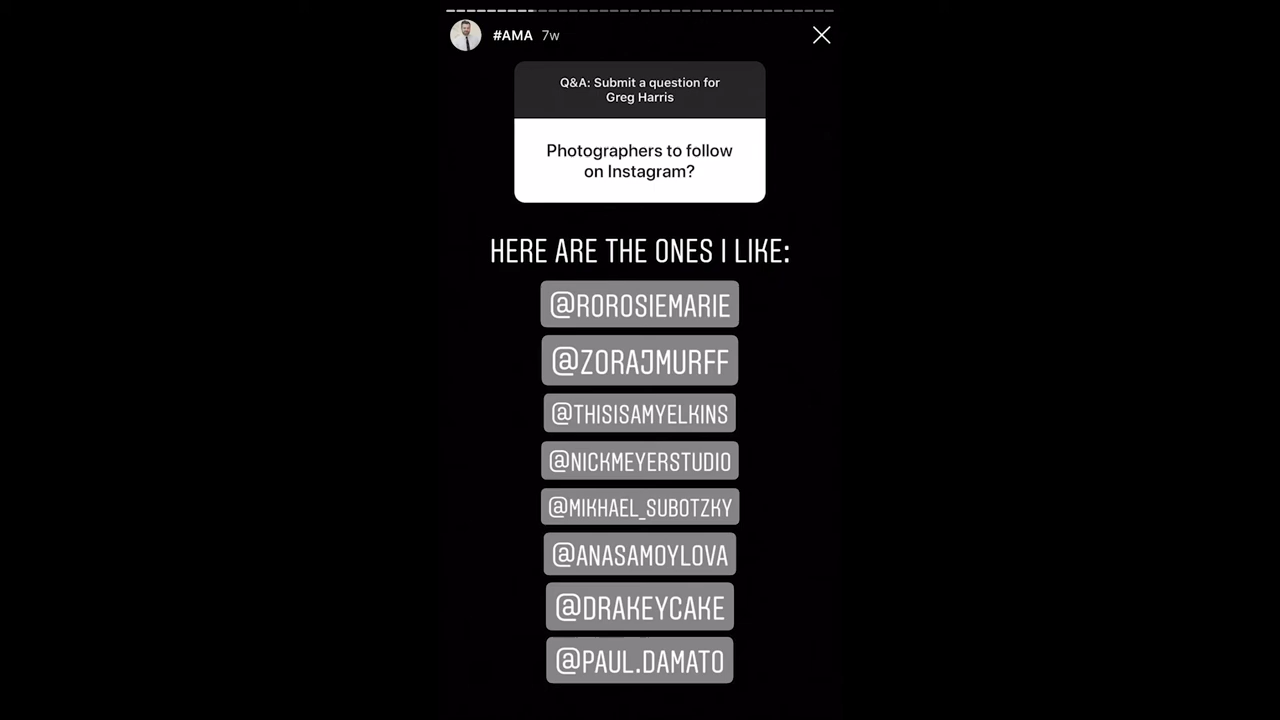 #AMA 7w
Q&A: Submit a question for
Greg Harris
Photographers to follow
on Instagram?
HERE ARE THE ONES I LIKE:
@ROROSIEMARIE
@ZORAJMURFF
@THISISAMYELKINS
@NICKMEYERSTUDIO
@MIKHAEL_SUBOTZKY
@ANASAMOYLOVA
@DRAKEYCAKE
@PAUL.DAMATO